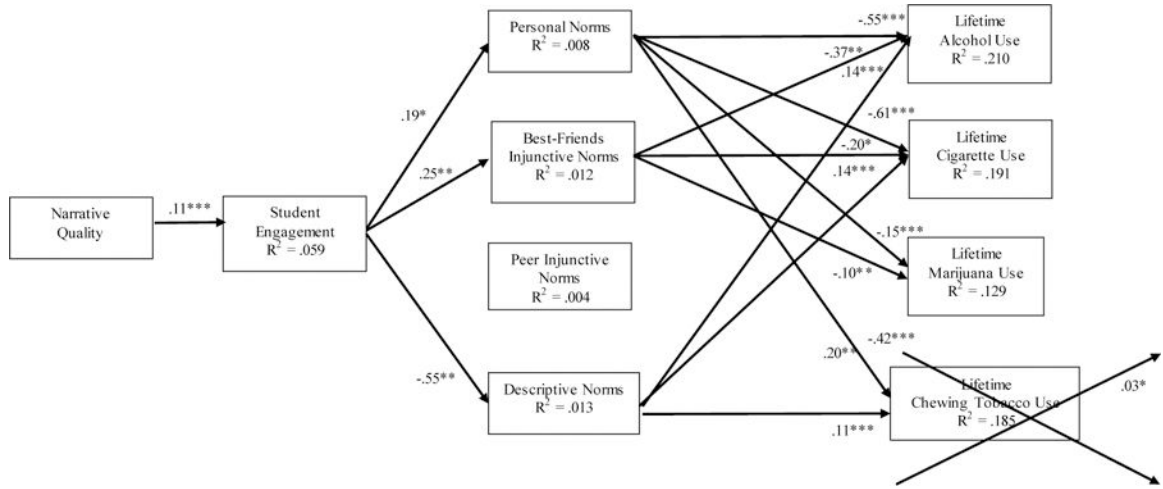 Personal Norms
R² = .008
Best-Friends
Injunctive Norms
R² = .012
Narrative
Quality
.11***
Student
Engagement
R² = .059
Peer Injunctive
Norms
R² = .004
Descriptive Norms
R² = .013
.19*
.25**
-.55**
-.55***
-.37**
.14***
-.61***
-.20*
.14***
-.15***
-.10**
-.42***
.20**
.11***
.03*
Lifetime
Alcohol Use
R² = .210
Lifetime
Cigarette Use
R² = .191
Lifetime
Marijuana Use
R² = .129
Lifetime
Chewing Tobacco Use
R² = .185